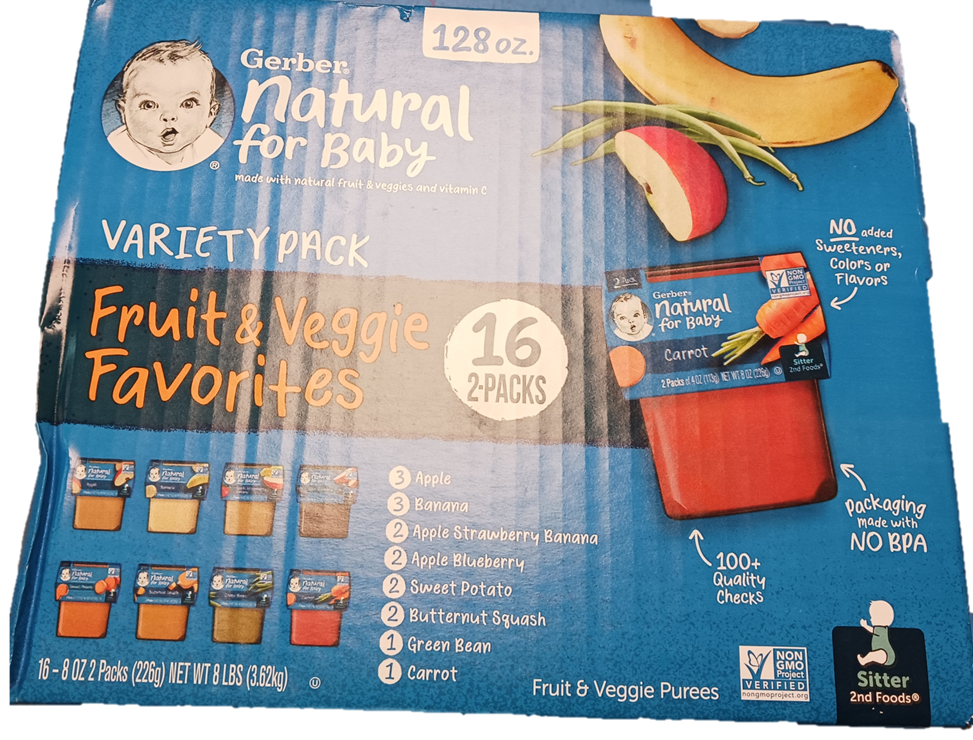 128 oz.
Gerber®
Natural
for Baby
®
made with natural fruit & veggies and vitamin C
VARIETY PACK
Fruit & Veggie
Favorites
16
2-PACKS
NO added
Sweeteners,
Colors or
Flavors
2 Pack
Gerber
Natural
for Baby
NON
GMO
Project
VERIFIED
Carrot
Sitter
2nd Foods®
2 Packs of 4 OZ (113g) NET WT 8 OZ (226g)
Packaging
made with
NO BPA
100+
Quality
Checks
3 Apple
3 Banana
2 Apple Strawberry Banana
2 Apple Blueberry
2 Sweet Potato
2 Butternut Squash
1 Green Bean
1 Carrot
16 – 8 OZ 2 Packs (226g) NET WT 8 LBS (3.62kg)
U
Fruit & Veggie Purees
NON
GMO
Project
VERIFIED
nongmoproject.org
Sitter
2nd Foods®